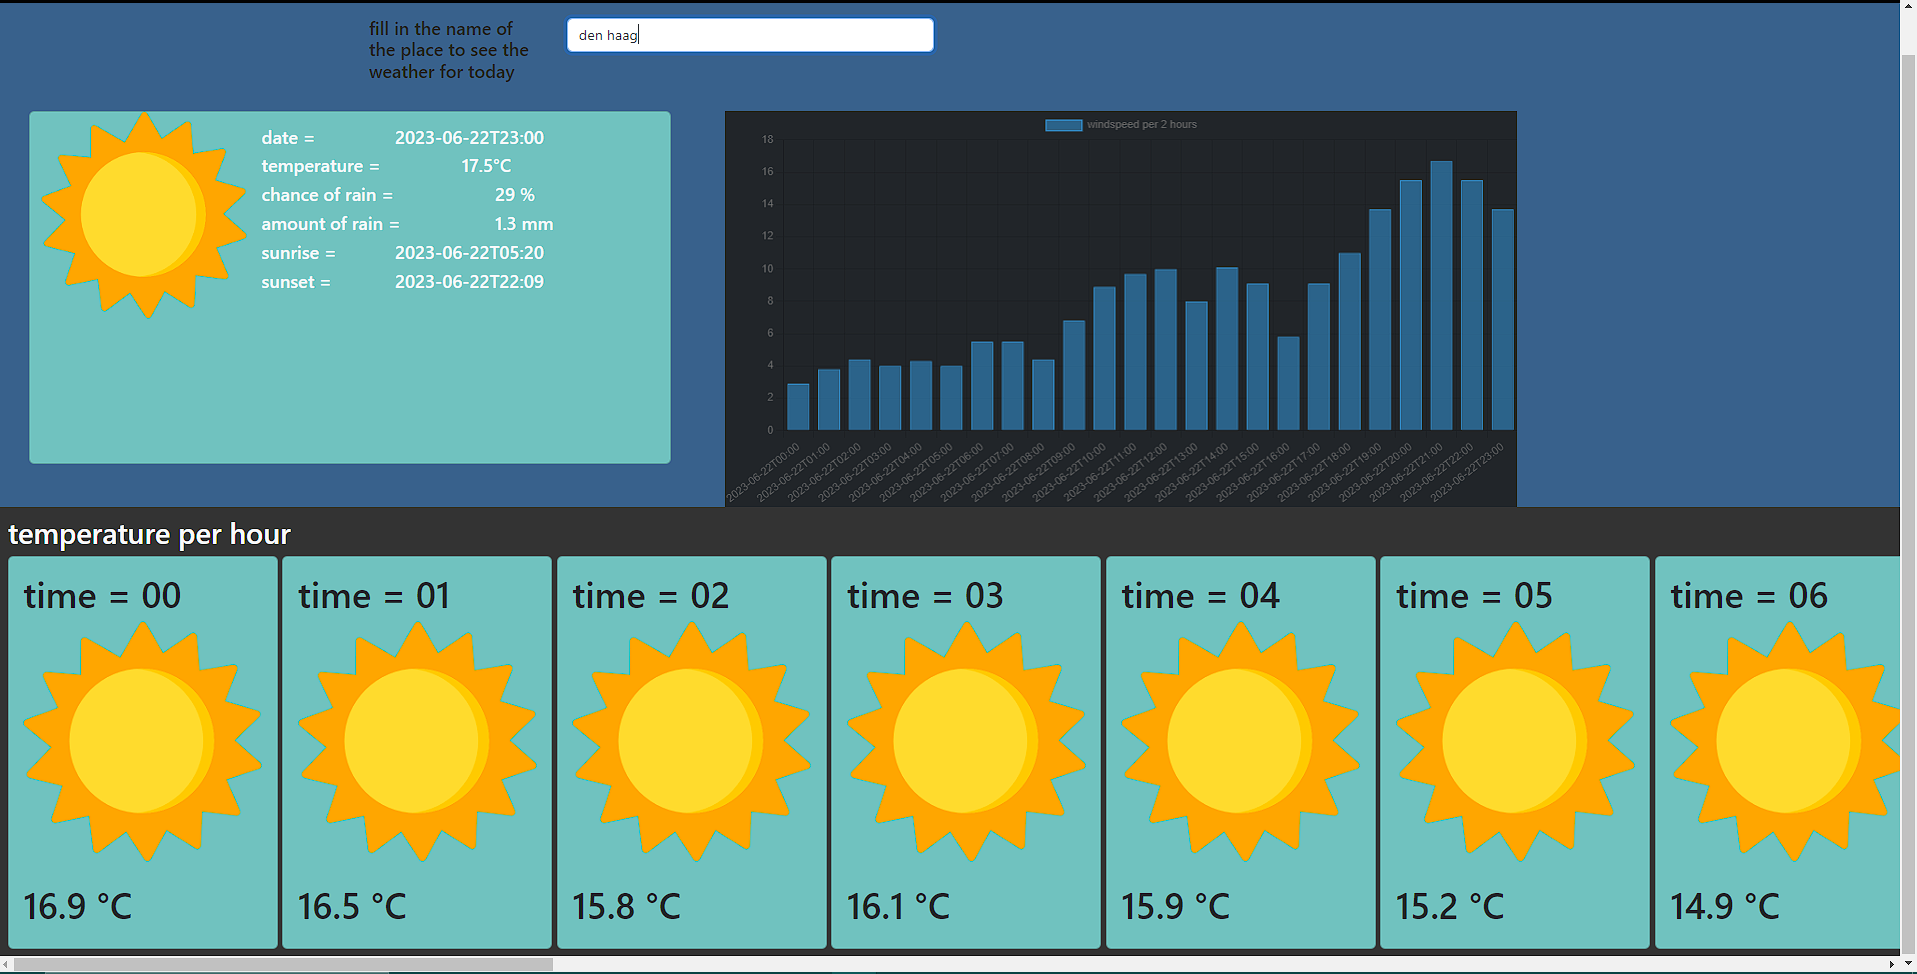 fill in the name of
the place to see the
weather for today
den haag
date = 2023-06-22T23:00
temperature = 17.5°C
chance of rain = 29 %
amount of rain = 1.3 mm
sunrise = 2023-06-22T05:20
sunset = 2023-06-22T22:09
windspeed per 2 hours
18
16
14
12
10
8
6
4
2
0
2023-06-22T00:00
2023-06-22T01:00
2023-06-22T02:00
2023-06-22T03:00
2023-06-22T04:00
2023-06-22T05:00
2023-06-22T06:00
2023-06-22T07:00
2023-06-22T08:00
2023-06-22T09:00
2023-06-22T10:00
2023-06-22T11:00
2023-06-22T12:00
2023-06-22T13:00
2023-06-22T14:00
2023-06-22T15:00
2023-06-22T16:00
2023-06-22T17:00
2023-06-22T18:00
2023-06-22T19:00
2023-06-22T20:00
2023-06-22T21:00
2023-06-22T22:00
2023-06-22T23:00
temperature per hour
time = 00
16.9 °C
time = 01
16.5 °C
time = 02
15.8 °C
time = 03
16.1 °C
time = 04
15.9 °C
time = 05
15.2 °C
time = 06
14.9 °C